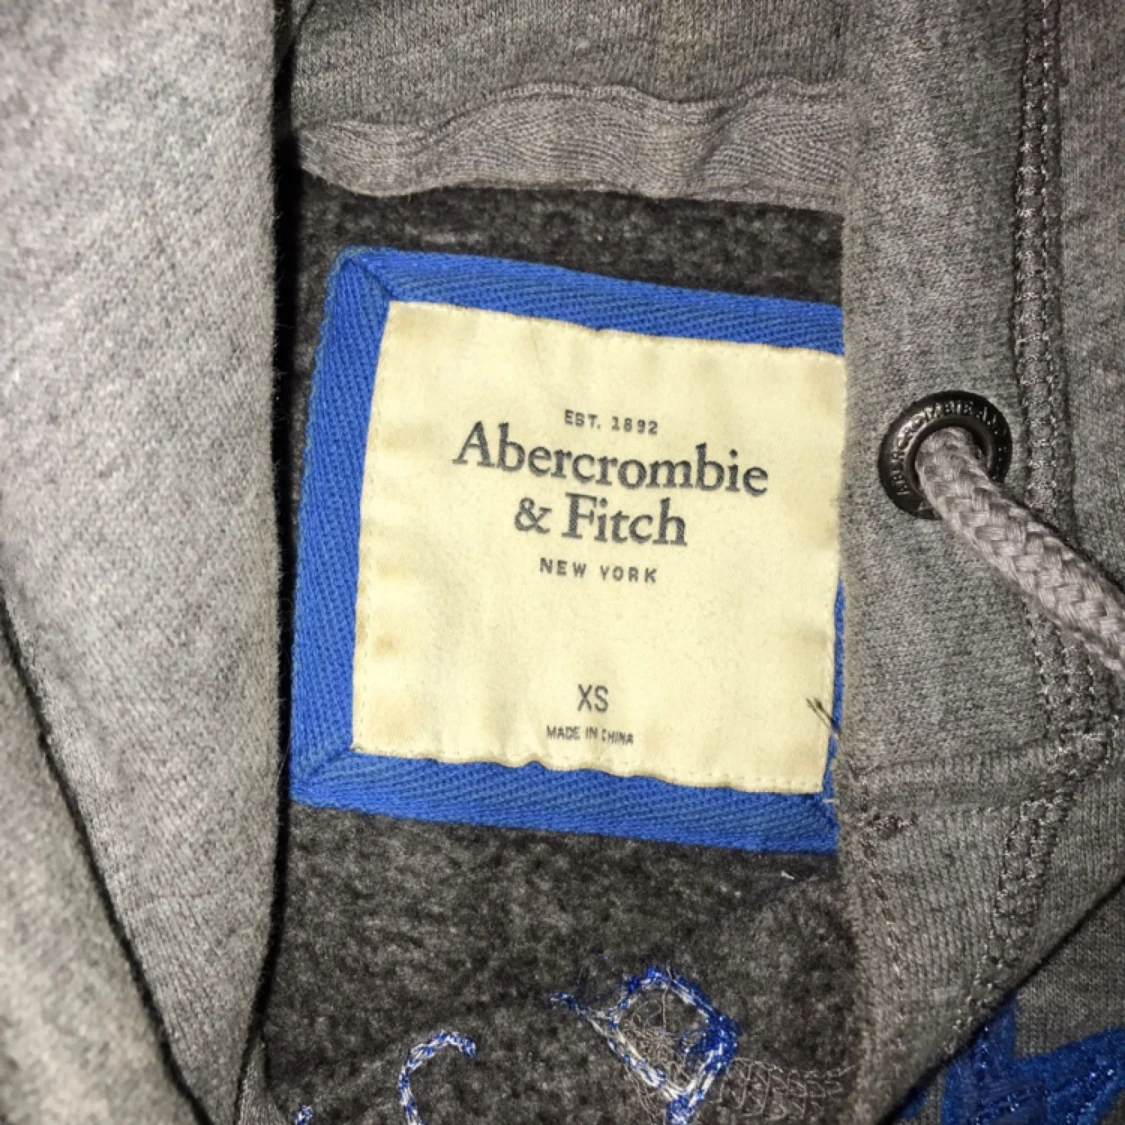 EST. 1892
Abercrombie
& Fitch
NEW YORK
XS
MADE IN CHINA